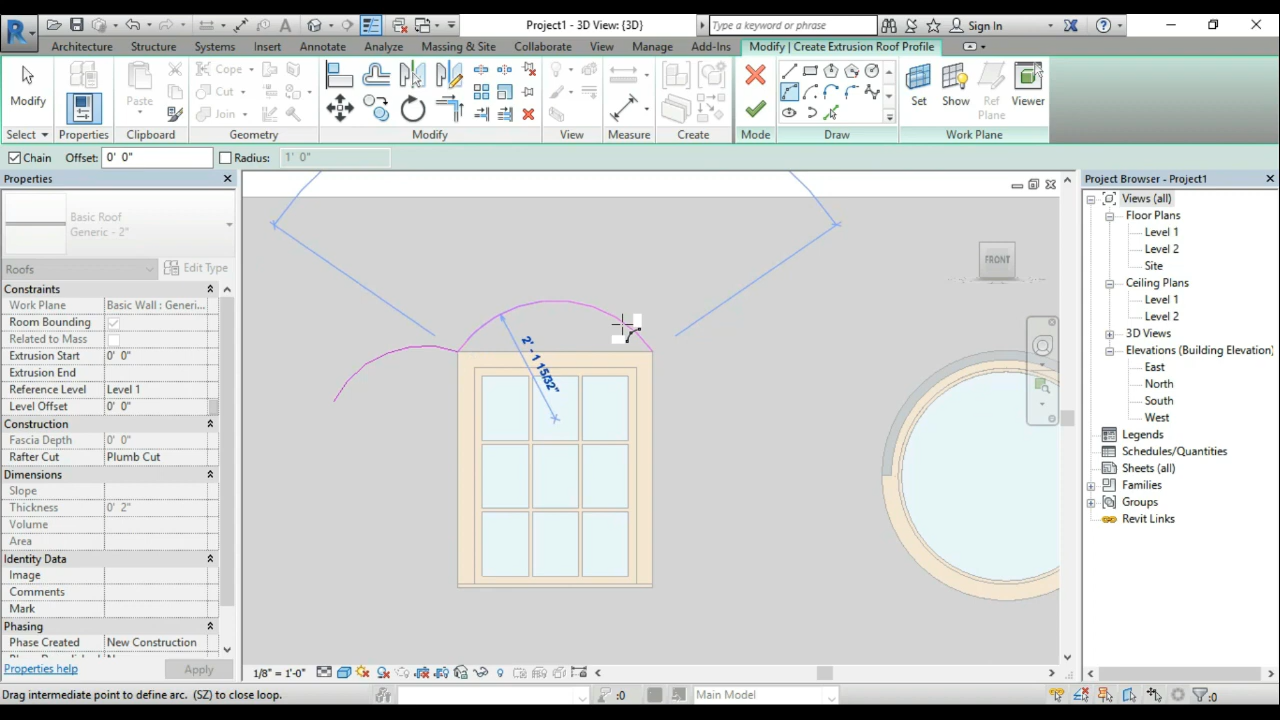 Project1 - 3D View: {3D}
Type a keyword or phrase
Sign In
Architecture Structure Systems Insert Annotate Analyze Massing & Site Collaborate View Manage Add-Ins Modify | Create Extrusion Roof Profile
Modify
Paste
Cope
Cut
Join
Set Show Ref Plane Viewer
Select Properties Clipboard Geometry Modify View Measure Create Mode Draw Work Plane
Chain Offset: 0' 0" Radius: 1' 0"
Properties
Basic Roof
Generic - 2"
Roofs Edit Type
Constraints
Work Plane Basic Wall : Generi...
Room Bounding
Related to Mass
Extrusion Start 0' 0"
Extrusion End
Reference Level Level 1
Level Offset 0' 0"
Construction
Fascia Depth 0' 0"
Rafter Cut Plumb Cut
Dimensions
Slope
Thickness 0' 2"
Volume
Area
Identity Data
Image
Comments
Mark
Phasing
Phase Created New Construction
Properties help Apply
2' - 1 15/32"
FRONT
Project Browser - Project1
Views (all)
Floor Plans
Level 1
Level 2
Site
Ceiling Plans
Level 1
Level 2
3D Views
Elevations (Building Elevation)
East
North
South
West
Legends
Schedules/Quantities
Sheets (all)
Families
Groups
Revit Links
1/8" = 1'-0"
Drag intermediate point to define arc. (SZ) to close loop.
:0
Main Model
:0